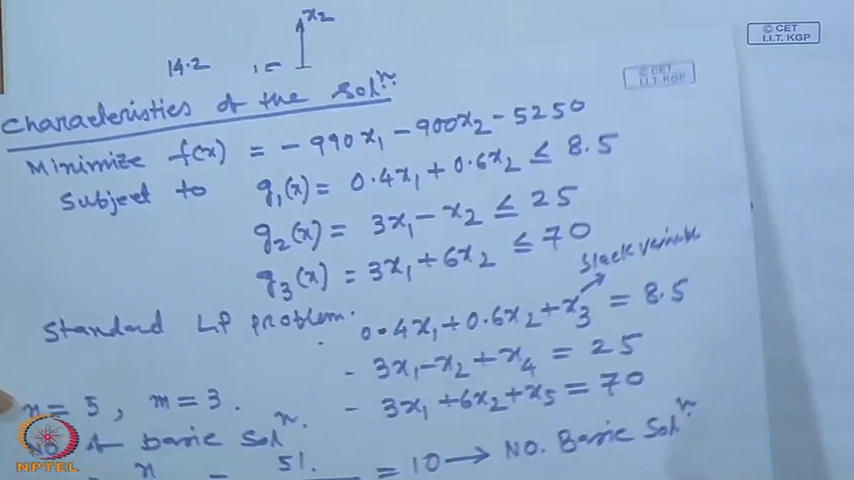 x2
14.2
© CET
I.I.T. KGP
© CET
I.I.T. KGP
Characteristics of the Solⁿ.
Minimize f(x) = - 990x₁ - 900x₂ - 5250
Subject to g₁(x) = 0.4x₁ + 0.6x₂ ≤ 8.5
g₂(x) = 3x₁ - x₂ ≤ 25
g₃(x) = 3x₁ + 6x₂ ≤ 70
Slack variable
Standard LP problem. 0.4x₁ + 0.6x₂ + x₃ = 8.5
- 3x₁ - x₂ + x₄ = 25
n = 5, m = 3. - 3x₁ + 6x₂ + x₅ = 70
No of basic Solⁿ.
n 5!
= 10 → No. Basic Solⁿ
NPTEL